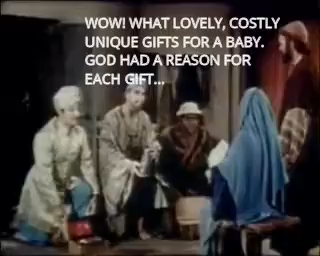 WOW! WHAT LOVELY, COSTLY
UNIQUE GIFTS FOR A BABY.
GOD HAD A REASON FOR
EACH GIFT...